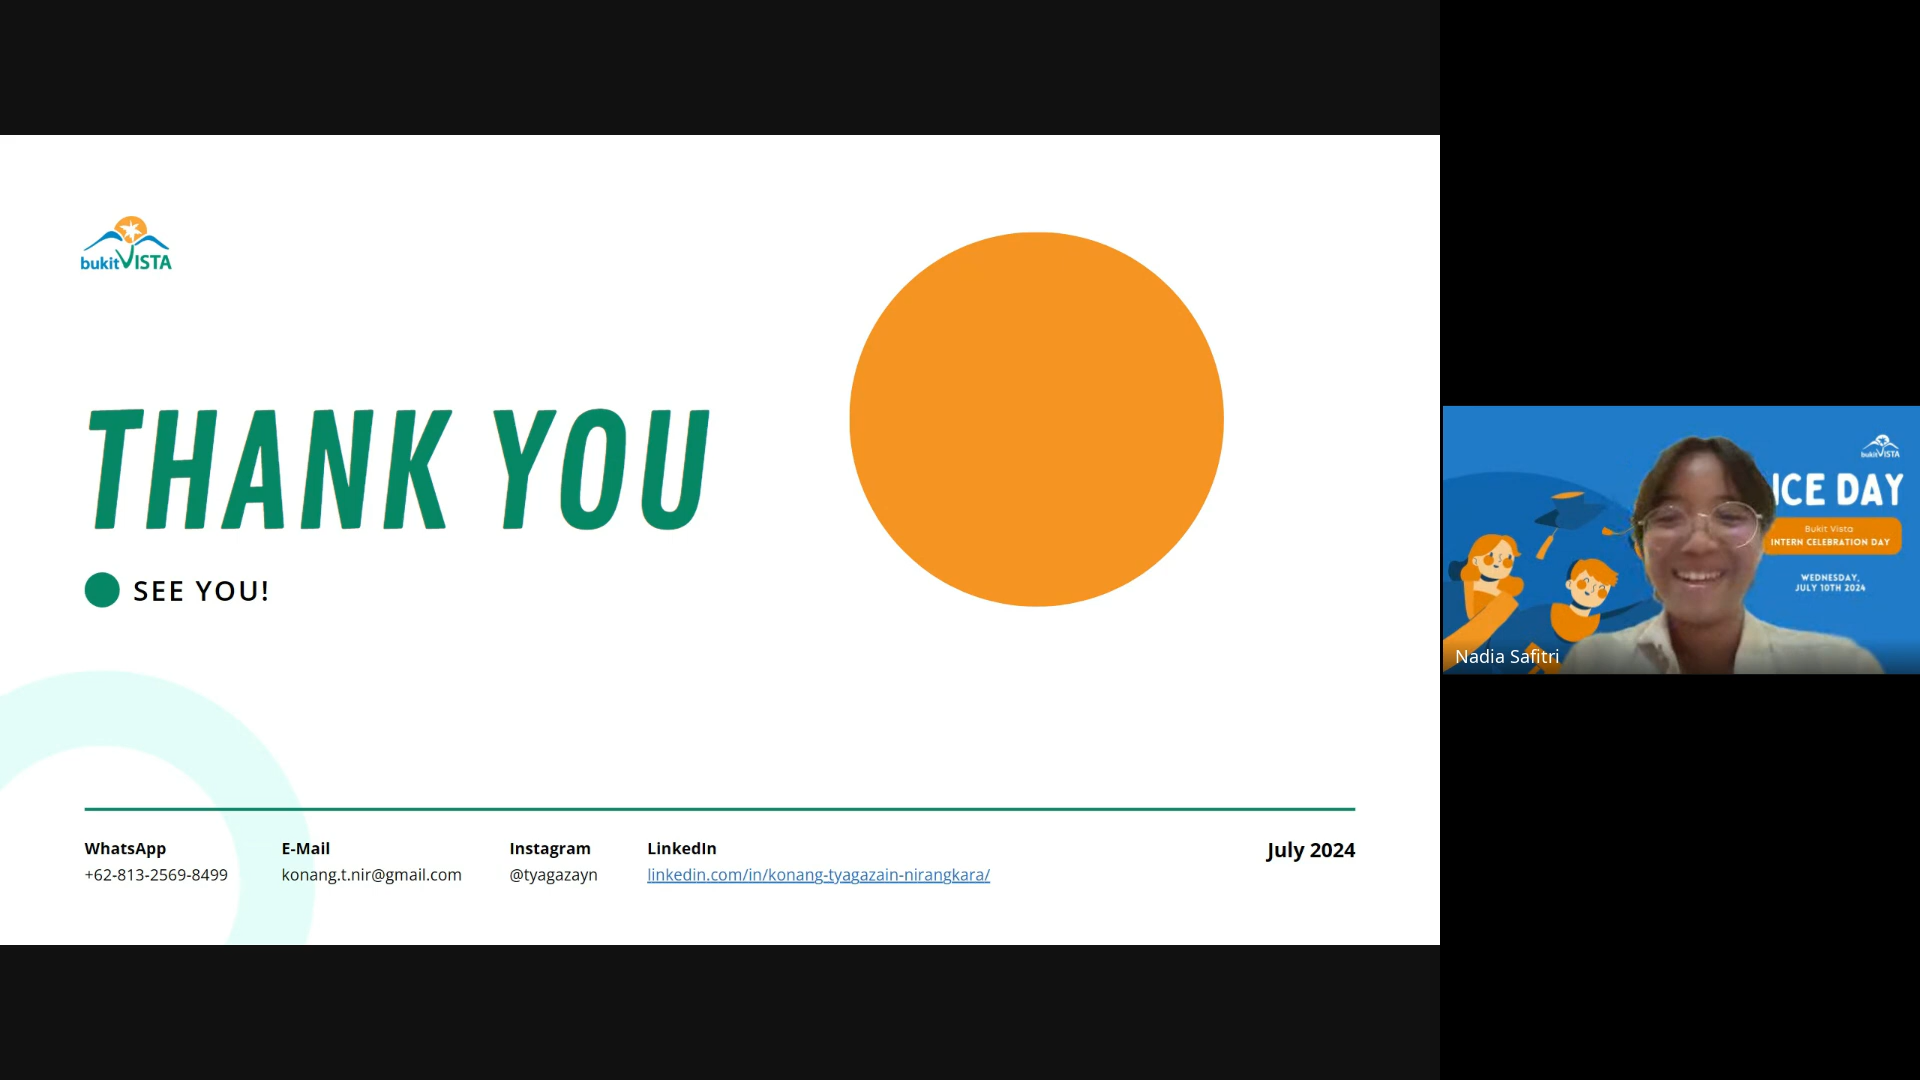 bukitVISTA
THANK YOU
SEE YOU!
WhatsApp
+62-813-2569-8499
E-Mail
konang.t.nir@gmail.com
Instagram
@tyagazayn
LinkedIn
linkedin.com/in/konang-tyagazain-nirangkara/
July 2024
bukitVISTA
ICE DAY
Bukit Vista
INTERN CELEBRATION DAY
WEDNESDAY,
JULY 10TH 2024
Nadia Safitri